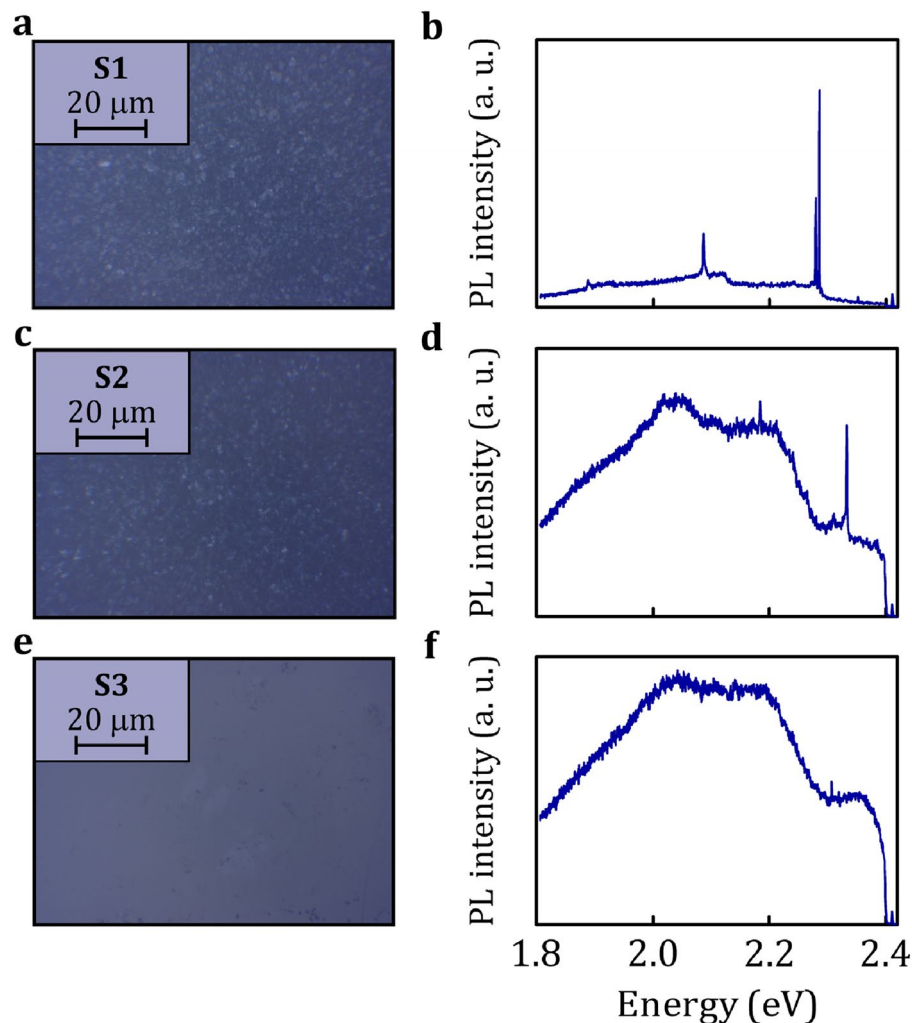 a
S1
20 μm
b
PL intensity (a. u.)
c
S2
20 μm
d
PL intensity (a. u.)
e
S3
20 μm
f
PL intensity (a. u.)
1.8 2.0 2.2 2.4
Energy (eV)